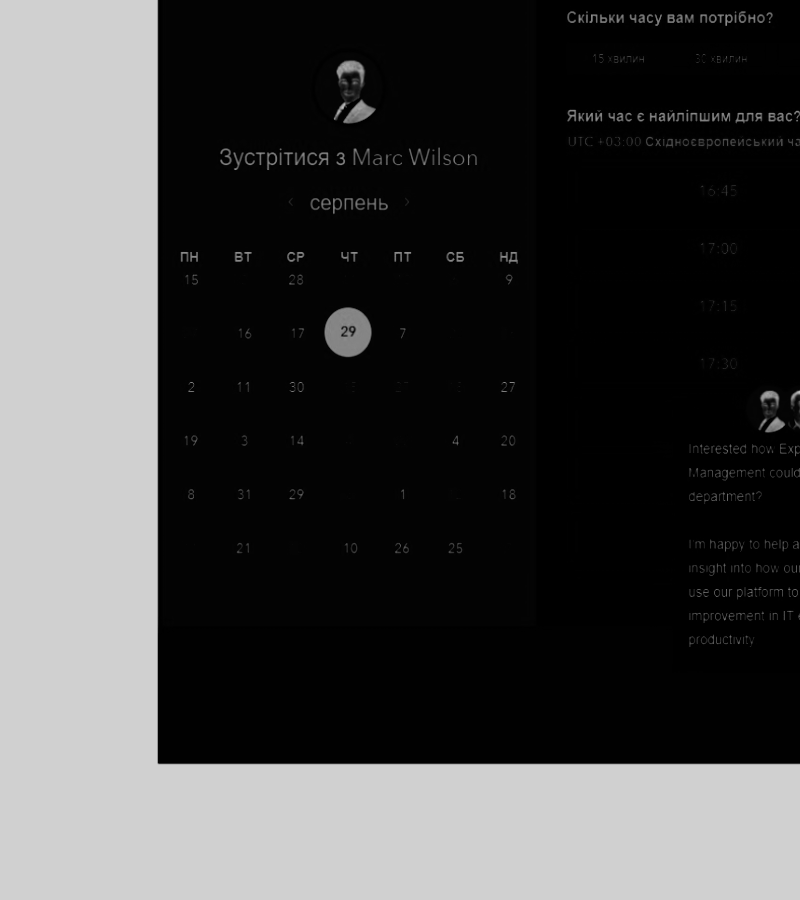 Зустрітися з Marc Wilson
‹ серпень ›
ПН ВТ СР ЧТ ПТ СБ НД
15 28 9
16 17 29 7
2 11 30 27
19 3 14 4 20
8 31 29 1 18
21 10 26 25
Скільки часу вам потрібно?
15 хвилин 30 хвилин
Який час є найліпшим для вас?
UTC +03:00 Східноєвропейський ча
16:45
17:00
17:15
17:30
Interested how Exp
Management could
department?
I'm happy to help a
insight into how ou
use our platform to
improvement in IT
productivity